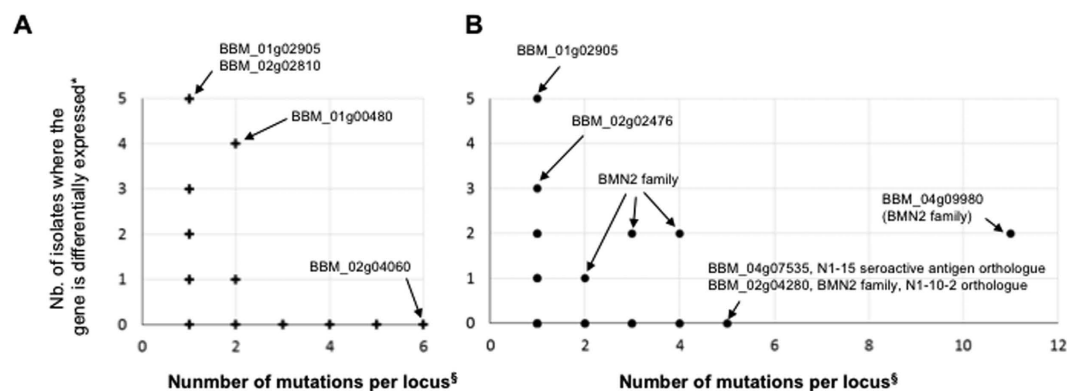 A
BBM_01g02905
BBM_02g02810
BBM_01g00480
BBM_02g04060
Nb. of isolates where the
gene is differentially expressed*
5
4
3
2
1
0
0
2
4
6
Nunmber of mutations per locus§
B
BBM_01g02905
BBM_02g02476
BMN2 family
BBM_04g09980
(BMN2 family)
BBM_04g07535, N1-15 seroactive antigen orthologue
BBM_02g04280, BMN2 family, N1-10-2 orthologue
5
4
3
2
1
0
0
2
4
6
8
10
12
Number of mutations per locus§